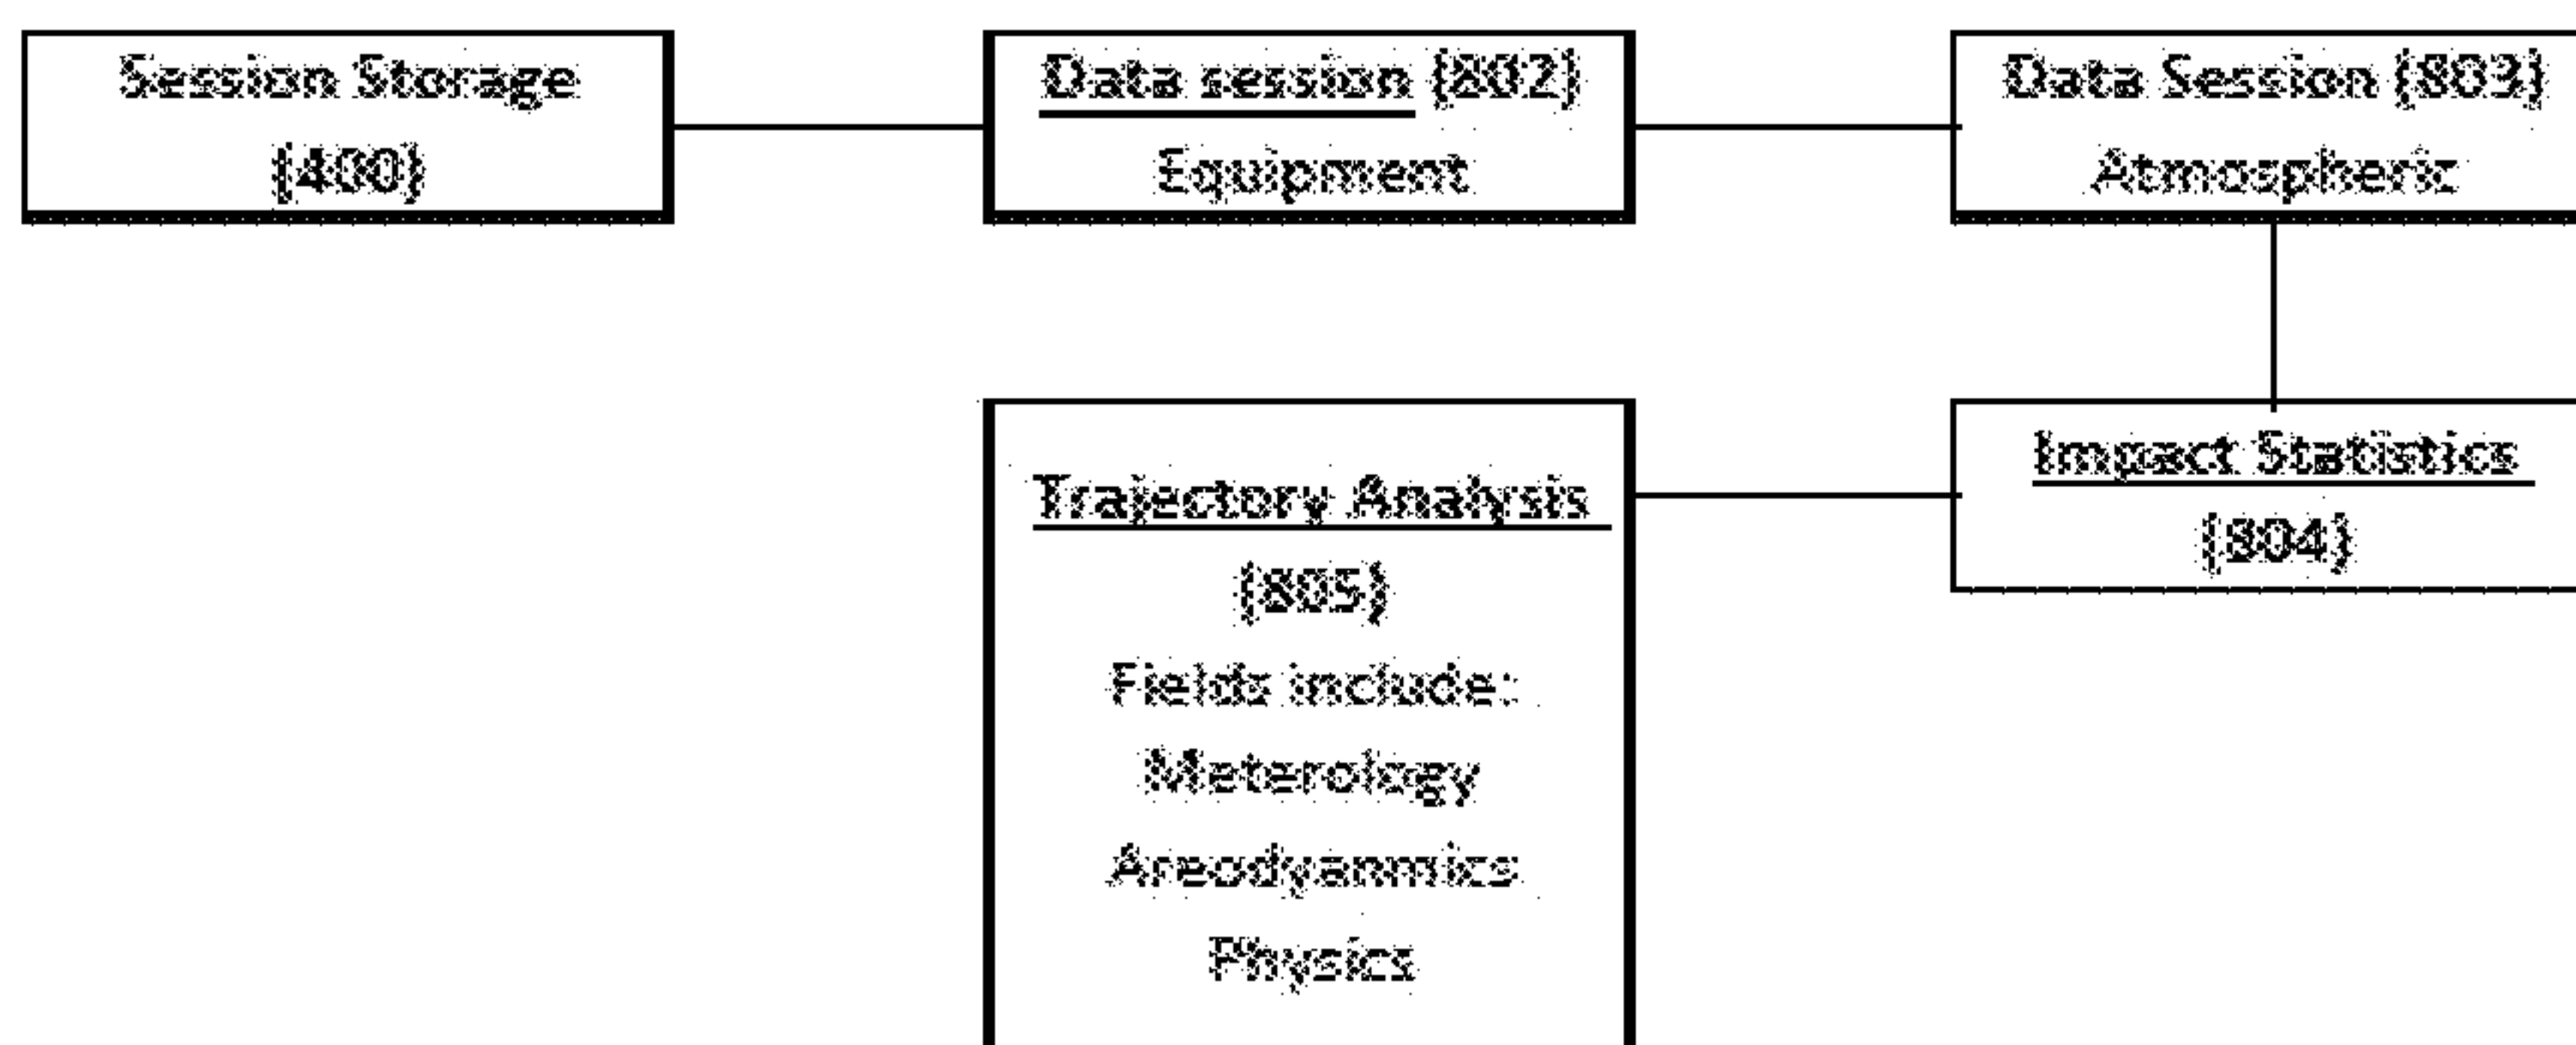 Session Storage
(400)
Data session (802)
Equipment
Data Session (803)
Atmospheric
Impact Statistics
(804)
Trajectory Analysis
(805)
Fields include:
Meterology
Areodyanmics
Physics